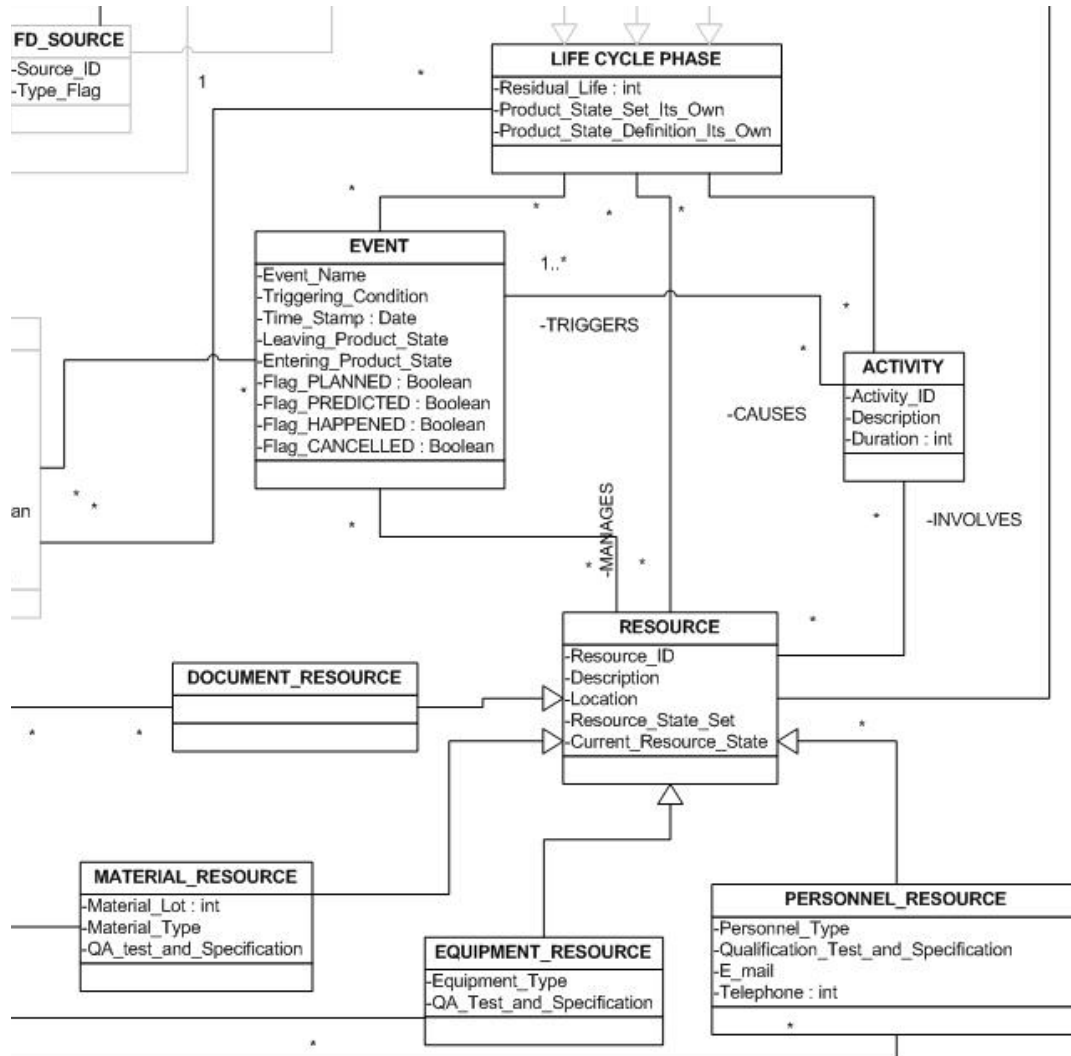 FD_SOURCE
-Source_ID
-Type_Flag
1
*
LIFE CYCLE PHASE
-Residual_Life : int
-Product_State_Set_Its_Own
-Product_State_Definition_Its_Own
*
*
*
*
EVENT
-Event_Name
-Triggering_Condition
-Time_Stamp : Date
-Leaving_Product_State
-Entering_Product_State
-Flag_PLANNED : Boolean
-Flag_PREDICTED : Boolean
-Flag_HAPPENED : Boolean
-Flag_CANCELLED : Boolean
1..*
-TRIGGERS
*
*
-CAUSES
ACTIVITY
-Activity_ID
-Description
-Duration : int
*
*
*
an
*
-MANAGES
*
*
*
-INVOLVES
*
RESOURCE
-Resource_ID
-Description
-Location
-Resource_State_Set
-Current_Resource_State
*
DOCUMENT_RESOURCE
*
*
MATERIAL_RESOURCE
-Material_Lot : int
-Material_Type
-QA_test_and_Specification
EQUIPMENT_RESOURCE
-Equipment_Type
-QA_Test_and_Specification
*
PERSONNEL_RESOURCE
-Personnel_Type
-Qualification_Test_and_Specification
-E_mail
-Telephone : int
*